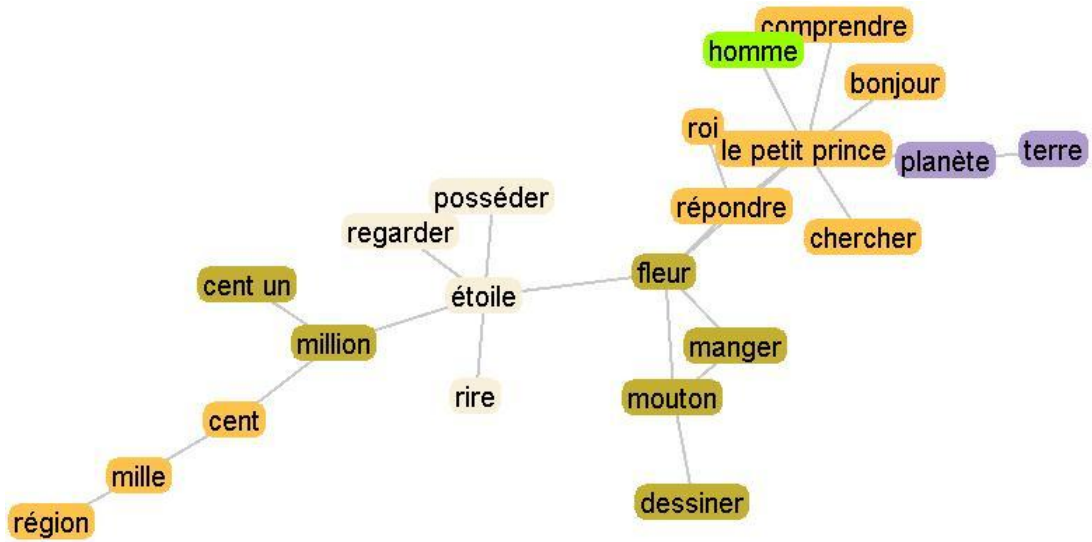 comprendre
homme
bonjour
roi
le petit prince
planète
terre
posséder
répondre
regarder
chercher
fleur
cent un
étoile
million
manger
rire
mouton
cent
mille
dessiner
région